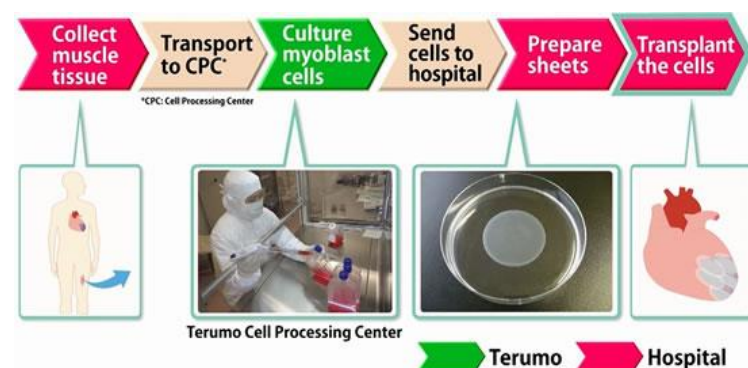 Collect
muscle
tissue
Transport
to CPC*
Culture
myoblast
cells
Send
cells to
hospital
Prepare
sheets
Transplant
the cells
*CPC: Cell Processing Center
Terumo Cell Processing Center
Terumo
Hospital